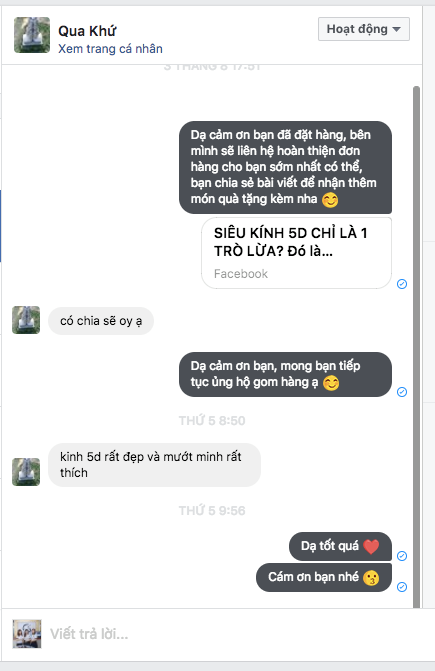 Qua Khứ
Hoạt động
Xem trang cá nhân
3 THÁNG 8 17:51
Dạ cảm ơn bạn đã đặt hàng, bên
mình sẽ liên hệ hoàn thiện đơn
hàng cho bạn sớm nhất có thể,
bạn chia sẻ bài viết để nhận thêm
món quà tặng kèm nha 😊
SIÊU KÍNH 5D CHỈ LÀ 1
TRÒ LỪA? Đó là...
Facebook
có chia sẽ oy ạ
Dạ cảm ơn bạn, mong bạn tiếp
tục ủng hộ gom hàng ạ 😊
THỨ 5 8:50
kinh 5d rất đẹp và mướt minh rất
thích
THỨ 5 9:56
Dạ tốt quá ❤️
Cám ơn bạn nhé 😗
Viết trả lời...